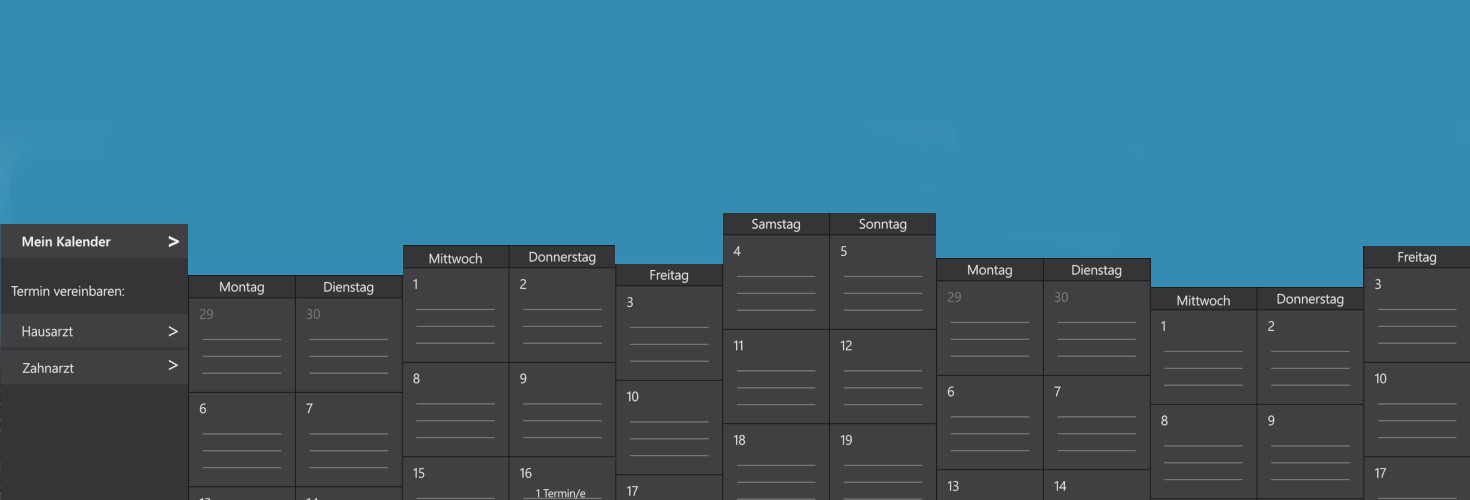 Mein Kalender >
Termin vereinbaren:
Hausarzt >
Zahnarzt >
Montag Dienstag
29 30
6 7
Mittwoch Donnerstag
1 2
8 9
15 16
1 Termin/e
Freitag
3
10
17
Samstag Sonntag
4 5
11 12
18 19
Montag Dienstag
29 30
6 7
13 14
Mittwoch Donnerstag
1 2
8 9
Freitag
3
10
17